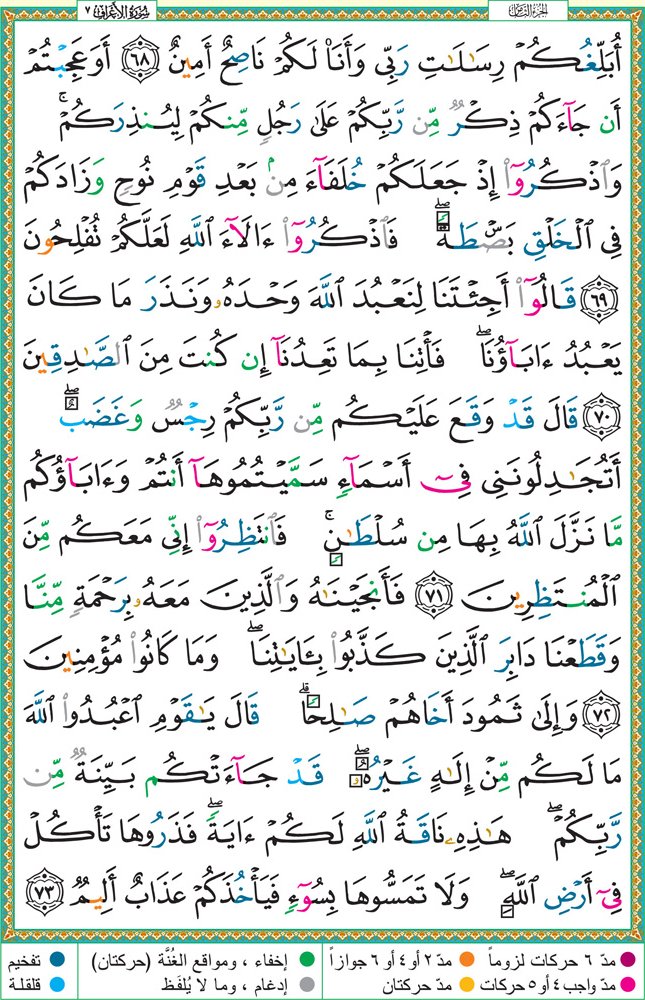 الجزء الثامن
سورة الأعراف ٧
أُبَلِّغُكُمْ رِسَٰلَٰتِ رَبِّى وَأَنَا۠ لَكُمْ نَاصِحٌ أَمِينٌ ٦٨ أَوَعَجِبْتُمْ
أَن جَآءَكُمْ ذِكْرٌ مِّن رَّبِّكُمْ عَلَىٰ رَجُلٍ مِّنكُمْ لِيُنذِرَكُمْ ۚ
وَٱذْكُرُوٓا۟ إِذْ جَعَلَكُمْ خُلَفَآءَ مِنۢ بَعْدِ قَوْمِ نُوحٍ وَزَادَكُمْ
فِى ٱلْخَلْقِ بَصْۜطَةً ۖ فَٱذْكُرُوٓا۟ ءَالَآءَ ٱللَّهِ لَعَلَّكُمْ تُفْلِحُونَ
٦٩ قَالُوٓا۟ أَجِئْتَنَا لِنَعْبُدَ ٱللَّهَ وَحْدَهُۥ وَنَذَرَ مَا كَانَ
يَعْبُدُ ءَابَآؤُنَا ۖ فَأْتِنَا بِمَا تَعِدُنَآ إِن كُنتَ مِنَ ٱلصَّٰدِقِينَ
٧٠ قَالَ قَدْ وَقَعَ عَلَيْكُم مِّن رَّبِّكُمْ رِجْسٌ وَغَضَبٌ ۖ
أَتُجَٰدِلُونَنِى فِىٓ أَسْمَآءٍ سَمَّيْتُمُوهَآ أَنتُمْ وَءَابَآؤُكُم
مَّا نَزَّلَ ٱللَّهُ بِهَا مِن سُلْطَٰنٍ ۚ فَٱنتَظِرُوٓا۟ إِنِّى مَعَكُم مِّنَ
ٱلْمُنتَظِرِينَ ٧١ فَأَنجَيْنَٰهُ وَٱلَّذِينَ مَعَهُۥ بِرَحْمَةٍ مِّنَّا
وَقَطَعْنَا دَابِرَ ٱلَّذِينَ كَذَّبُوا۟ بِـَٔايَٰتِنَا ۖ وَمَا كَانُوا۟ مُؤْمِنِينَ
٧٢ وَإِلَىٰ ثَمُودَ أَخَاهُمْ صَٰلِحًا ۗ قَالَ يَٰقَوْمِ ٱعْبُدُوا۟ ٱللَّهَ
مَا لَكُم مِّنْ إِلَٰهٍ غَيْرُهُۥ ۖ قَدْ جَآءَتْكُم بَيِّنَةٌ مِّن
رَّبِّكُمْ ۖ هَٰذِهِۦ نَاقَةُ ٱللَّهِ لَكُمْ ءَايَةً ۖ فَذَرُوهَا تَأْكُلْ
فِىٓ أَرْضِ ٱللَّهِ ۖ وَلَا تَمَسُّوهَا بِسُوٓءٍ فَيَأْخُذَكُمْ عَذَابٌ أَلِيمٌ ٧٣
مدّ ٦ حركات لزوماً مدّ ٢ أو ٤ أو ٦ جوازاً إخفاء ، ومواقع الغُنَّة (حركتان) تفخيم
مدّ واجب ٤ أو ٥ حركات مدّ حركتان إدغام ، وما لا يُلفَظ قلقلة